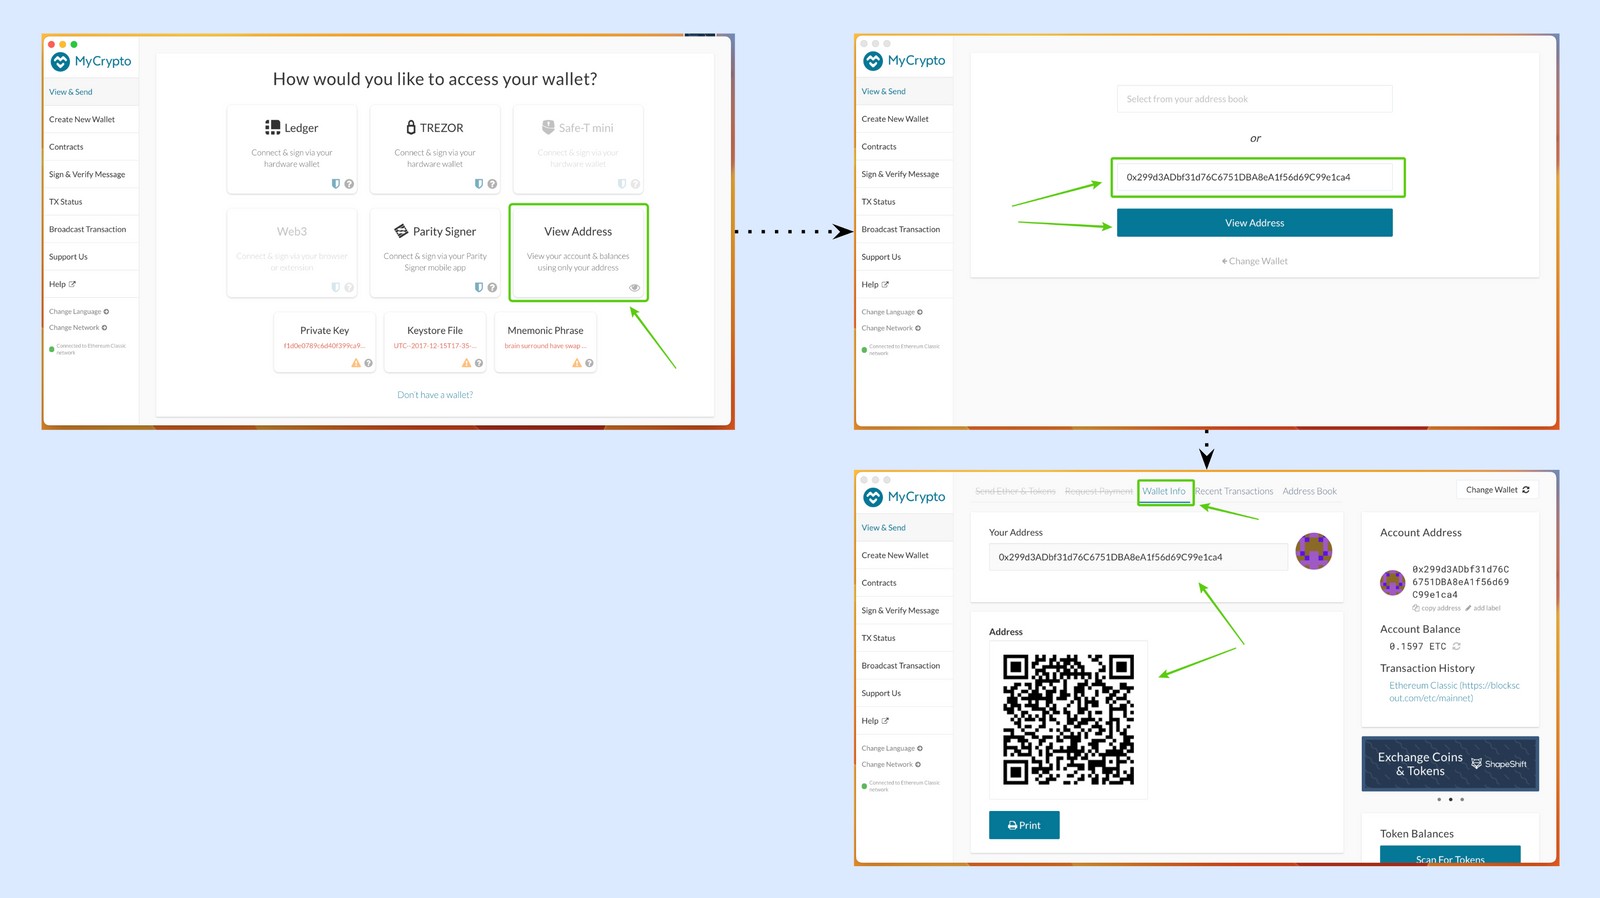 MyCrypto
View & Send
Create New Wallet
Contracts
Sign & Verify Message
TX Status
Broadcast Transaction
Support Us
Help
Change Language
Change Network
Connected to Ethereum Classic
network
How would you like to access your wallet?
Ledger
Connect & sign via your
hardware wallet
TREZOR
Connect & sign via your
hardware wallet
Safe-T mini
Connect & sign via your
hardware wallet
Web3
Connect & sign via your browser
or extension
Parity Signer
Connect & sign via your Parity
Signer mobile app
View Address
View your account & balances
using only your address
Private Key
f1d0e0789c6d40f399ca9...
Keystore File
UTC--2017-12-15T17-35-...
Mnemonic Phrase
brain surround have swap ...
Don't have a wallet?
MyCrypto
View & Send
Create New Wallet
Contracts
Sign & Verify Message
TX Status
Broadcast Transaction
Support Us
Help
Change Language
Change Network
Connected to Ethereum Classic
network
Select from your address book
or
0x299d3ADbf31d76C6751DBA8eA1f56d69C99e1ca4
View Address
Change Wallet
MyCrypto
View & Send
Create New Wallet
Contracts
Sign & Verify Message
TX Status
Broadcast Transaction
Support Us
Help
Change Language
Change Network
Connected to Ethereum Classic
network
Send Ether & Tokens Request Payment Wallet Info Recent Transactions Address Book
Change Wallet
Your Address
0x299d3ADbf31d76C6751DBA8eA1f56d69C99e1ca4
Address
Print
Account Address
0x299d3ADbf31d76C
6751DBA8eA1f56d69
C99e1ca4
copy address add label
Account Balance
0.1597 ETC
Transaction History
Ethereum Classic (https://blocksc
out.com/etc/mainnet)
Exchange Coins
& Tokens
ShapeShift
Token Balances
Scan For Tokens